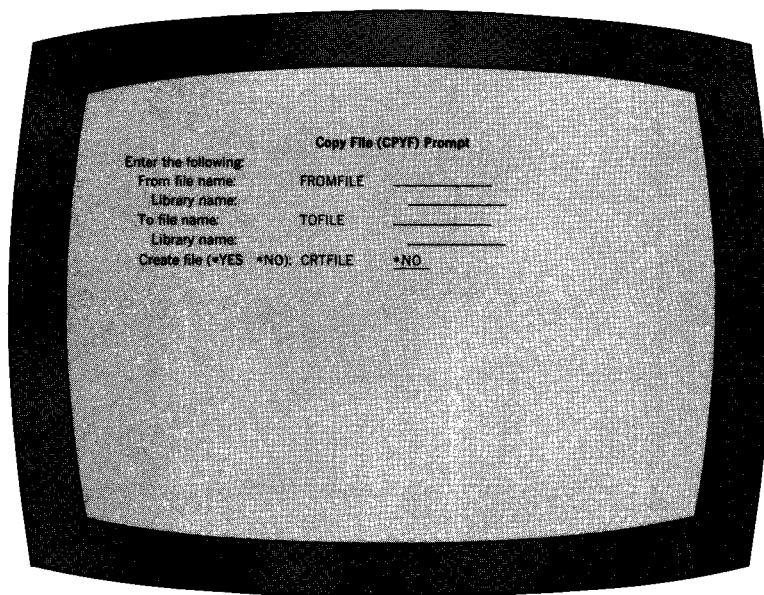 Copy File (CPYF) Prompt
Enter the following:
From file name: FROMFILE
Library name:
To file name: TOFILE
Library name:
Create file (*YES *NO): CRTFILE *NO